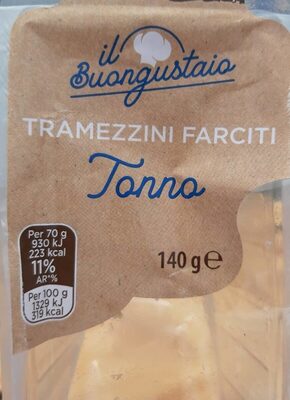 il
Buongustaio
TRAMEZZINI FARCITI
Tonno
140 g e
Per 70 g
930 kJ
223 kcal
11%
AR*%
Per 100 g
1329 kJ
319 kcal